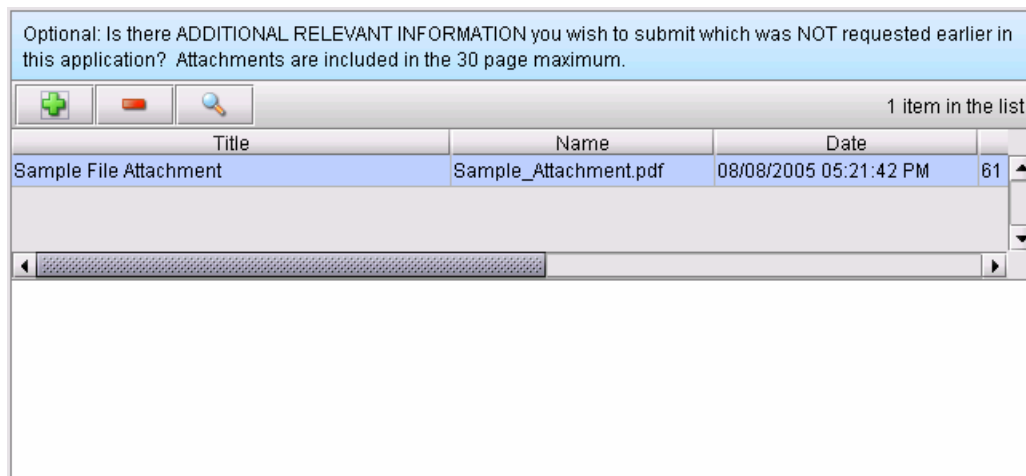 Optional: Is there ADDITIONAL RELEVANT INFORMATION you wish to submit which was NOT requested earlier in
this application?  Attachments are included in the 30 page maximum.
1 item in the list
Title Name Date
Sample File Attachment Sample_Attachment.pdf 08/08/2005 05:21:42 PM 61